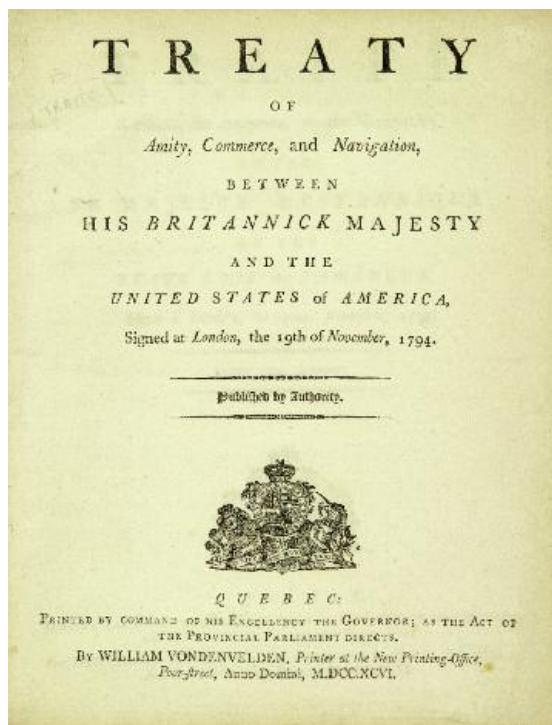 TREATY
OF
Amity, Commerce, and Navigation,
BETWEEN
HIS BRITANNICK MAJESTY
AND THE
UNITED STATES of AMERICA,
Signed at London, the 19th of November, 1794.
Published by Authority.
QUEBEC:
PRINTED BY COMMAND OF HIS EXCELLENCY THE GOVERNOR; AS THE ACT OF
THE PROVINCIAL PARLIAMENT DIRECTS.
BY WILLIAM VONDENVELDEN, Printer at the New Printing-Office,
Poor-street, Anno Domini, M.DCC.XCVI.